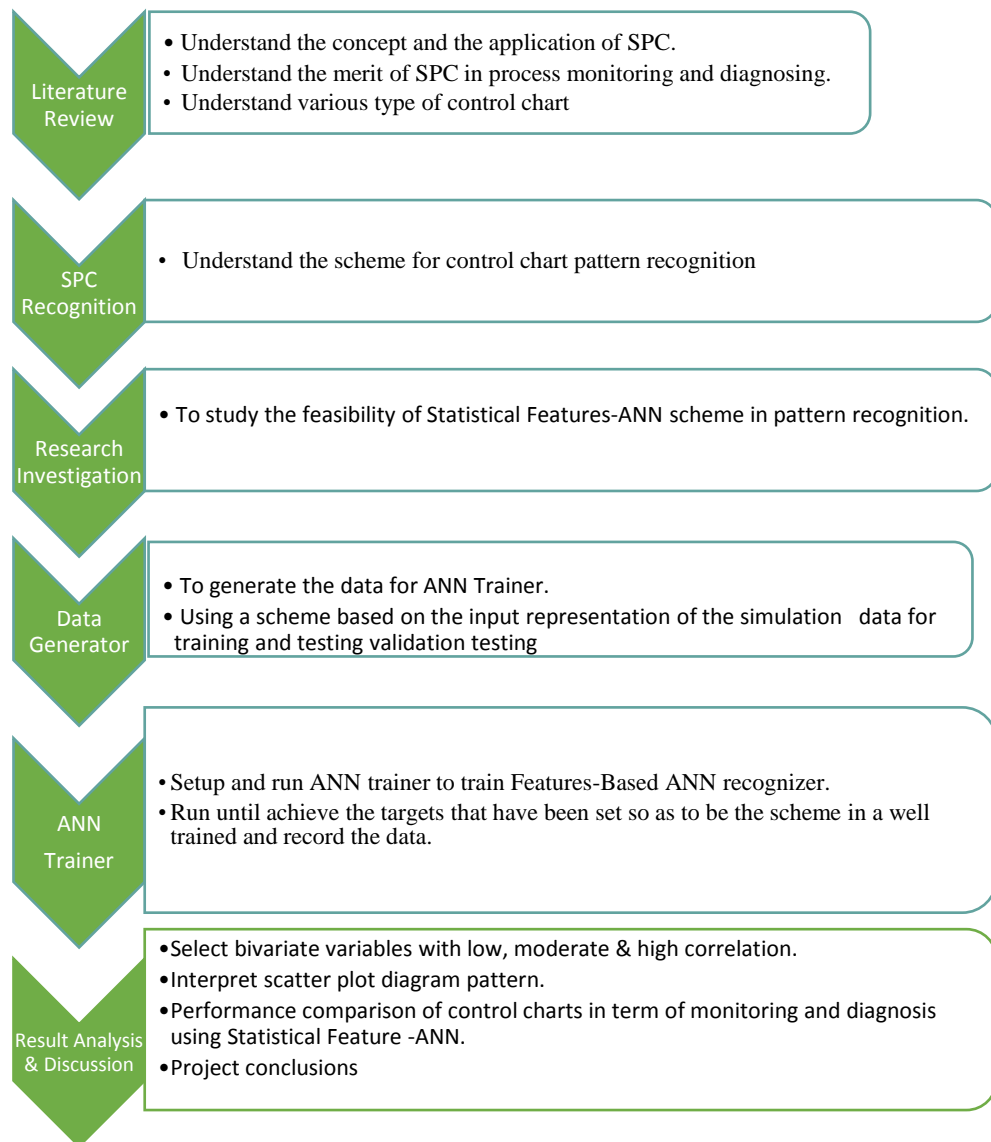 Literature
Review
• Understand the concept and the application of SPC.
• Understand the merit of SPC in process monitoring and diagnosing.
• Understand various type of control chart
SPC
Recognition
• Understand the scheme for control chart pattern recognition
Research
Investigation
• To study the feasibility of Statistical Features-ANN scheme in pattern recognition.
Data
Generator
• To generate the data for ANN Trainer.
• Using a scheme based on the input representation of the simulation data for
training and testing validation testing
ANN
Trainer
• Setup and run ANN trainer to train Features-Based ANN recognizer.
• Run until achieve the targets that have been set so as to be the scheme in a well
trained and record the data.
Result Analysis
& Discussion
•Select bivariate variables with low, moderate & high correlation.
•Interpret scatter plot diagram pattern.
•Performance comparison of control charts in term of monitoring and diagnosis
using Statistical Feature -ANN.
•Project conclusions